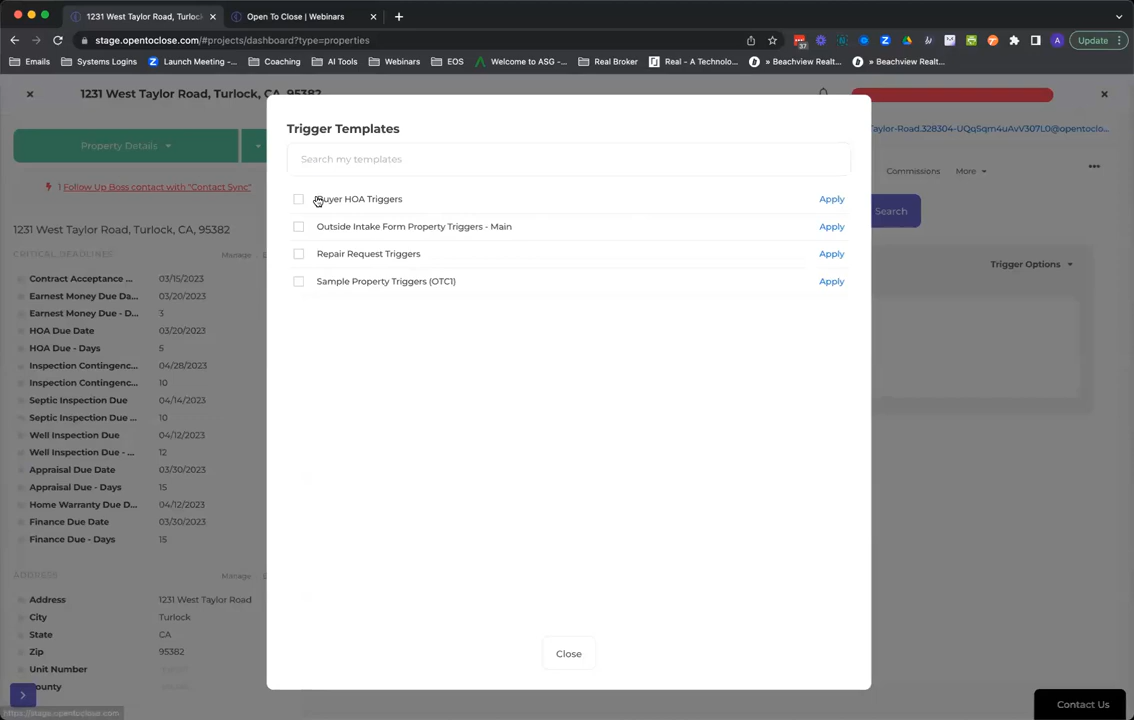 1231 West Taylor Road, Turlock
Open To Close | Webinars
stage.opentoclose.com/#projects/dashboard?type=properties
37
A
Update
Emails
Systems Logins
Launch Meeting -...
Coaching
AI Tools
Webinars
EOS
Welcome to ASG -...
Real Broker
Real - A Technolo...
» Beachview Realt...
» Beachview Realt...
1231 West Taylor Road, Turlock, CA, 95382
Property Details
1 Follow Up Boss contact with "Contact Sync"
Commissions
More
Search
Trigger Options
1231 West Taylor Road, Turlock, CA, 95382
CRITICAL_DEADLINES
Manage
Contract Acceptance ... 03/15/2023
Earnest Money Due Da... 03/20/2023
Earnest Money Due - D... 3
HOA Due Date 03/20/2023
HOA Due - Days 5
Inspection Contingenc... 04/28/2023
Inspection Contingenc... 10
Septic Inspection Due 04/14/2023
Septic Inspection Due ... 10
Well Inspection Due 04/12/2023
Well Inspection Due - ... 12
Appraisal Due Date 03/30/2023
Appraisal Due - Days 15
Home Warranty Due D... 04/12/2023
Finance Due Date 03/30/2023
Finance Due - Days 15
ADDRESS
Manage
Address 1231 West Taylor Road
City Turlock
State CA
Zip 95382
Unit Number
County
https://stage.opentoclose.com
Trigger Templates
Search my templates
Buyer HOA Triggers Apply
Outside Intake Form Property Triggers - Main Apply
Repair Request Triggers Apply
Sample Property Triggers (OTC1) Apply
Close
Contact Us